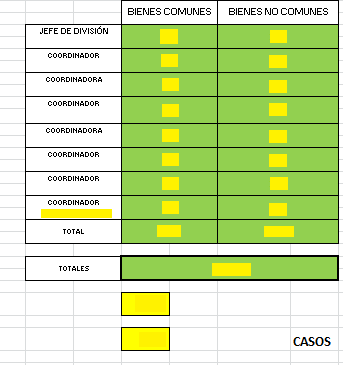 BIENES COMUNES BIENES NO COMUNES
JEFE DE DIVISIÓN
COORDINADOR
COORDINADORA
COORDINADOR
COORDINADORA
COORDINADOR
COORDINADOR
COORDINADOR
TOTAL
TOTALES
CASOS